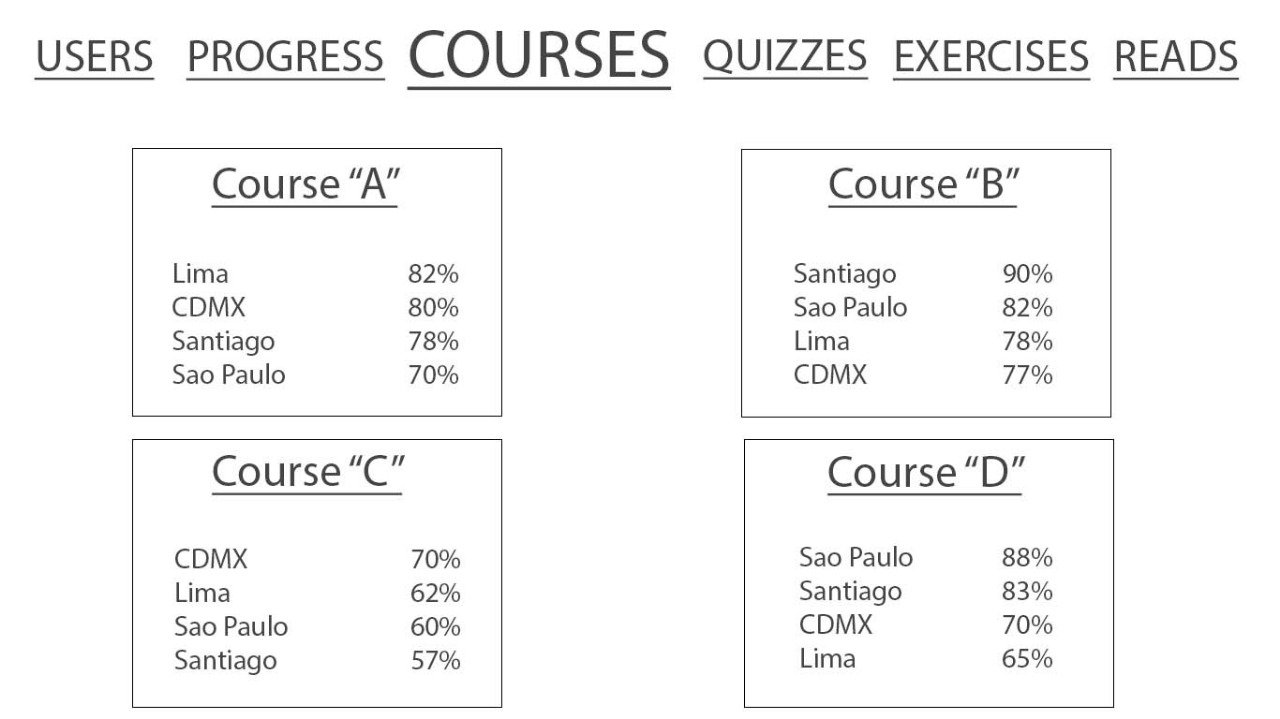 USERS PROGRESS COURSES QUIZZES EXERCISES READS
Course “A”
Lima 82%
CDMX 80%
Santiago 78%
Sao Paulo 70%
Course “B”
Santiago 90%
Sao Paulo 82%
Lima 78%
CDMX 77%
Course “C”
CDMX 70%
Lima 62%
Sao Paulo 60%
Santiago 57%
Course “D”
Sao Paulo 88%
Santiago 83%
CDMX 70%
Lima 65%